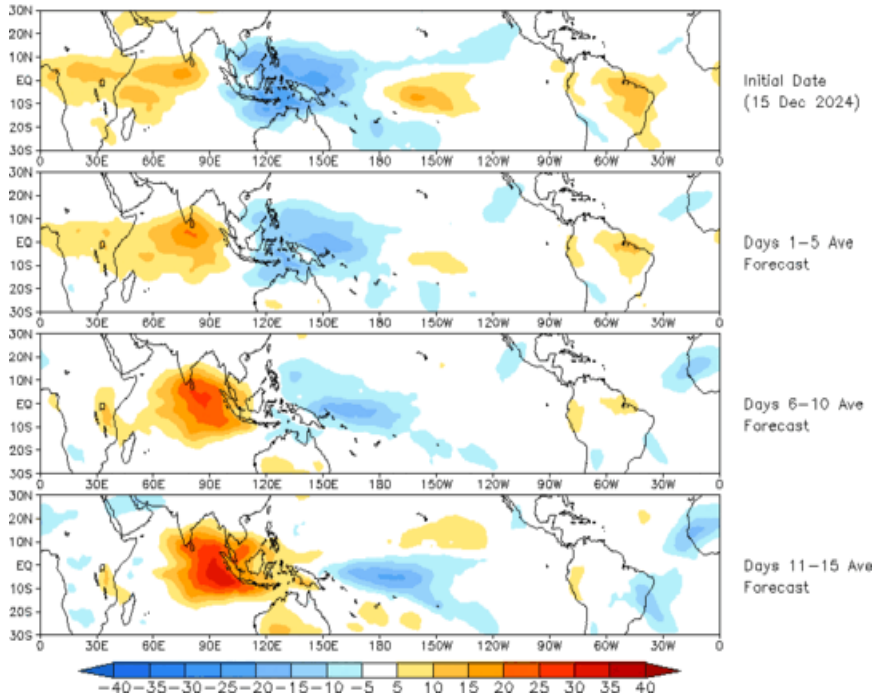 30N
20N
10N
EQ
10S
20S
30S
0 30E 60E 90E 120E 150E 180 150W 120W 90W 60W 30W 0
Initial Date
(15 Dec 2024)
30N
20N
10N
EQ
10S
20S
30S
0 30E 60E 90E 120E 150E 180 150W 120W 90W 60W 30W 0
Days 1-5 Ave
Forecast
30N
20N
10N
EQ
10S
20S
30S
0 30E 60E 90E 120E 150E 180 150W 120W 90W 60W 30W 0
Days 6-10 Ave
Forecast
30N
20N
10N
EQ
10S
20S
30S
0 30E 60E 90E 120E 150E 180 150W 120W 90W 60W 30W 0
Days 11-15 Ave
Forecast
-40 -35 -30 -25 -20 -15 -10 -5 5 10 15 20 25 30 35 40